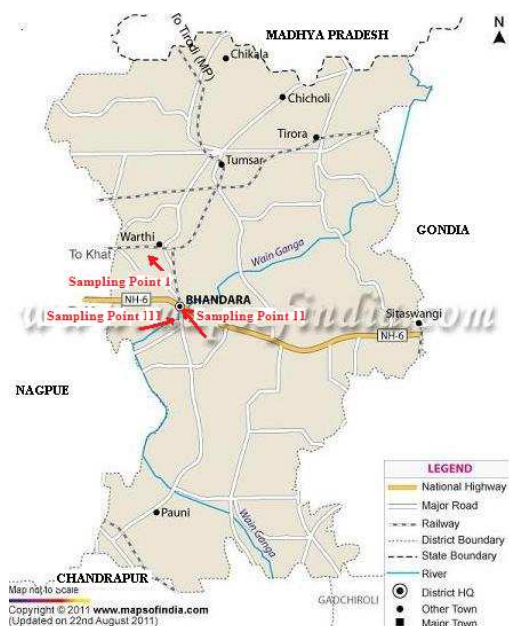 MADHYA PRADESH
N
To Tirodi (MP)
Chikala
Chicholi
Tirora
Tumsar
GONDIA
Warthi
Wain Ganga
To Khat
Sampling Point I
NH-6
BHANDARA
www.mapsofindia.com
Sampling Point 111
Sampling Point 11
Sitaswangi
NH-6
NAGPUE
LEGEND
National Highway
Major Road
Railway
District Boundary
State Boundary
River
District HQ
Other Town
Major Town
Pauni
Wain Ganga
CHANDRAPUR
GADCHIROLI
Map not to Scale
Copyright © 2011 www.mapsofindia.com
(Updated on 22nd August 2011)